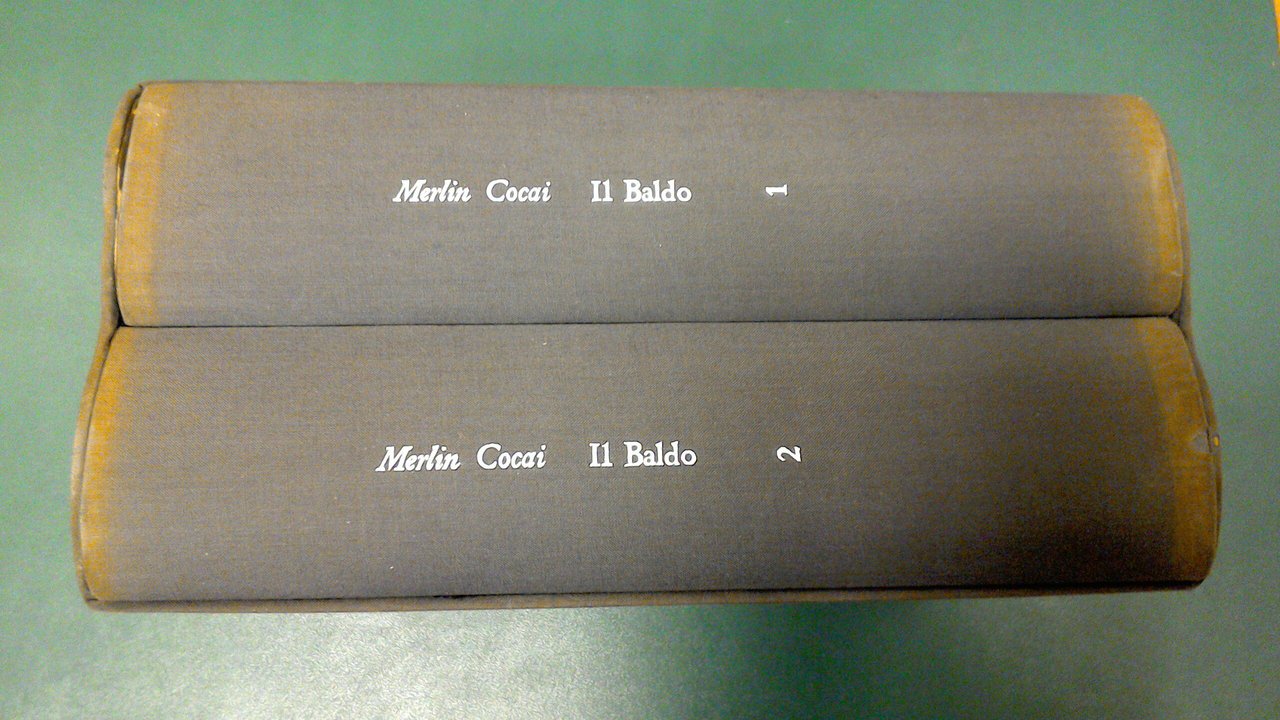 Merlin Cocai Il Baldo 1
Merlin Cocai Il Baldo 2